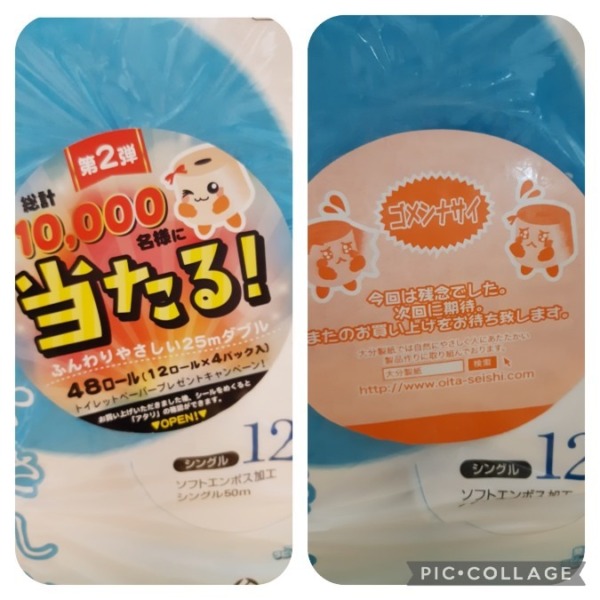 第2弾
総計
10,000
名様に
当たる!
ふんわりやさしい25mダブル
48ロール(12ロール×4パック入)
トイレットペーパープレゼントキャンペーン!
お買い上げいただきました後、シールをめくると
「アタリ」の確認ができます。
▼OPEN!▼
シングル 12
ソフトエンボス加工
シングル50m
ゴメンナサイ
今回は残念でした。
次回に期待。
またのお買い上げをお待ち致します。
大分製紙では自然にやさしく人にあたたかい
製品作りに取り組んでおります。
大分製紙 検索
http://www.oita-seishi.com
シングル 12
ソフトエンボス加工
PIC•COLLAGE